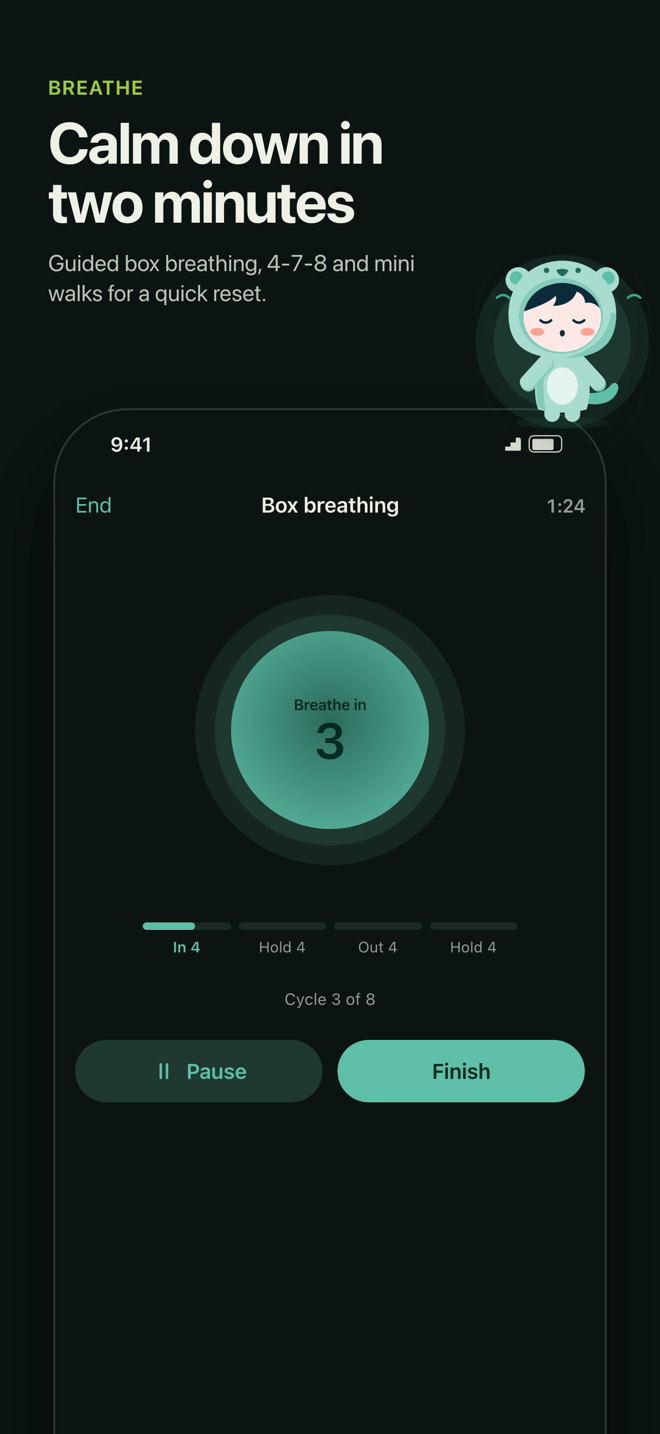 BREATHE
Calm down in
two minutes
Guided box breathing, 4-7-8 and mini
walks for a quick reset.
9:41
End
Box breathing
1:24
Breathe in
3
In 4
Hold 4
Out 4
Hold 4
Cycle 3 of 8
Pause
Finish